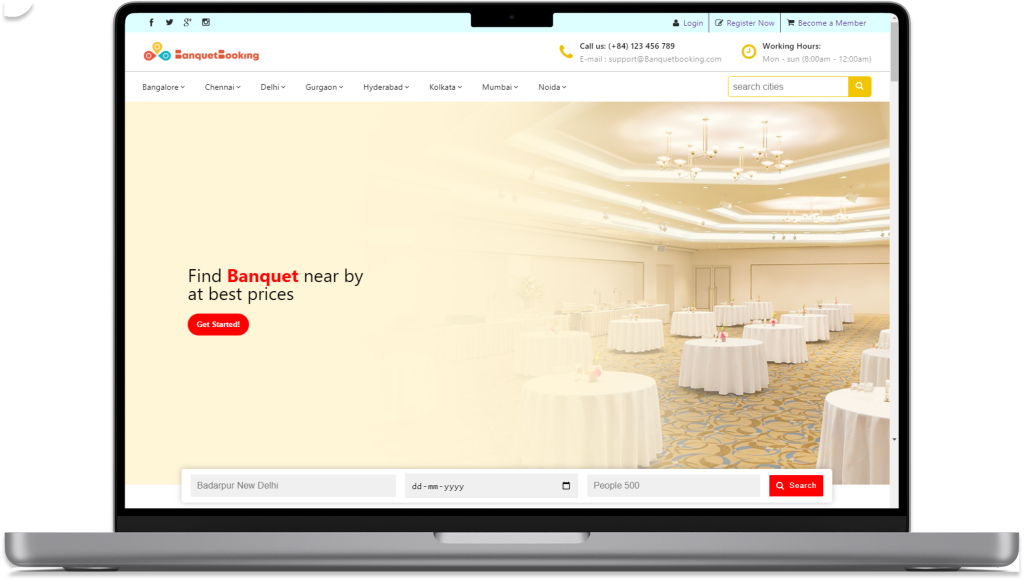 Login
Register Now
Become a Member
BanquetBooking
Call us: (+84) 123 456 789
E-mail : support@Banquetbooking.com
Working Hours:
Mon - sun (8:00am - 12:00am)
Bangalore
Chennai
Delhi
Gurgaon
Hyderabad
Kolkata
Mumbai
Noida
search cities
Find Banquet near by
at best prices
Get Started!
Badarpur New Delhi
dd-mm-yyyy
People 500
Search